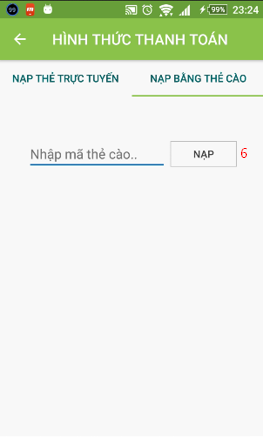 99% 23:24
HÌNH THỨC THANH TOÁN
NẠP THẺ TRỰC TUYẾN NẠP BẰNG THẺ CÀO
Nhập mã thẻ cào.. NẠP 6